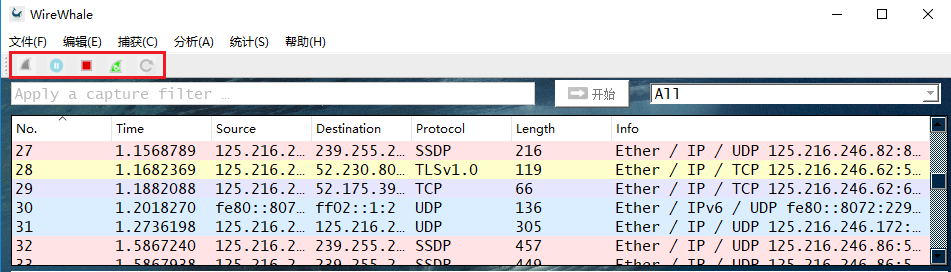 WireWhale
文件(F) 编辑(E) 捕获(C) 分析(A) 统计(S) 帮助(H)
Apply a capture filter … 开始 All
No. Time Source Destination Protocol Length Info
27 1.1568789 125.216.2… 239.255.2… SSDP 216 Ether / IP / UDP 125.216.246.82:8…
28 1.1682369 125.216.2… 52.230.80… TLSv1.0 119 Ether / IP / TCP 125.216.246.62:5…
29 1.1882088 125.216.2… 52.175.39… TCP 66 Ether / IP / TCP 125.216.246.62:6…
30 1.2018270 fe80::807… ff02::1:2 UDP 136 Ether / IPv6 / UDP fe80::8072:229…
31 1.2736198 125.216.2… 125.216.2… UDP 305 Ether / IP / UDP 125.216.246.172:…
32 1.5867240 125.216.2… 239.255.2… SSDP 457 Ether / IP / UDP 125.216.246.86:5…
33 1.5867938 125.216.2… 239.255.2… SSDP 449 Ether / IP / UDP 125.216.246.86:5…